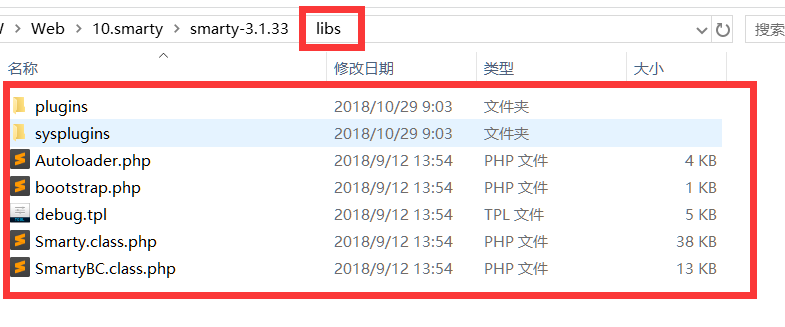 Web > 10.smarty > smarty-3.1.33 libs 搜索
名称 修改日期 类型 大小
plugins 2018/10/29 9:03 文件夹
sysplugins 2018/10/29 9:03 文件夹
Autoloader.php 2018/9/12 13:54 PHP 文件 4 KB
bootstrap.php 2018/9/12 13:54 PHP 文件 1 KB
debug.tpl 2018/9/12 13:54 TPL 文件 5 KB
Smarty.class.php 2018/9/12 13:54 PHP 文件 38 KB
SmartyBC.class.php 2018/9/12 13:54 PHP 文件 13 KB